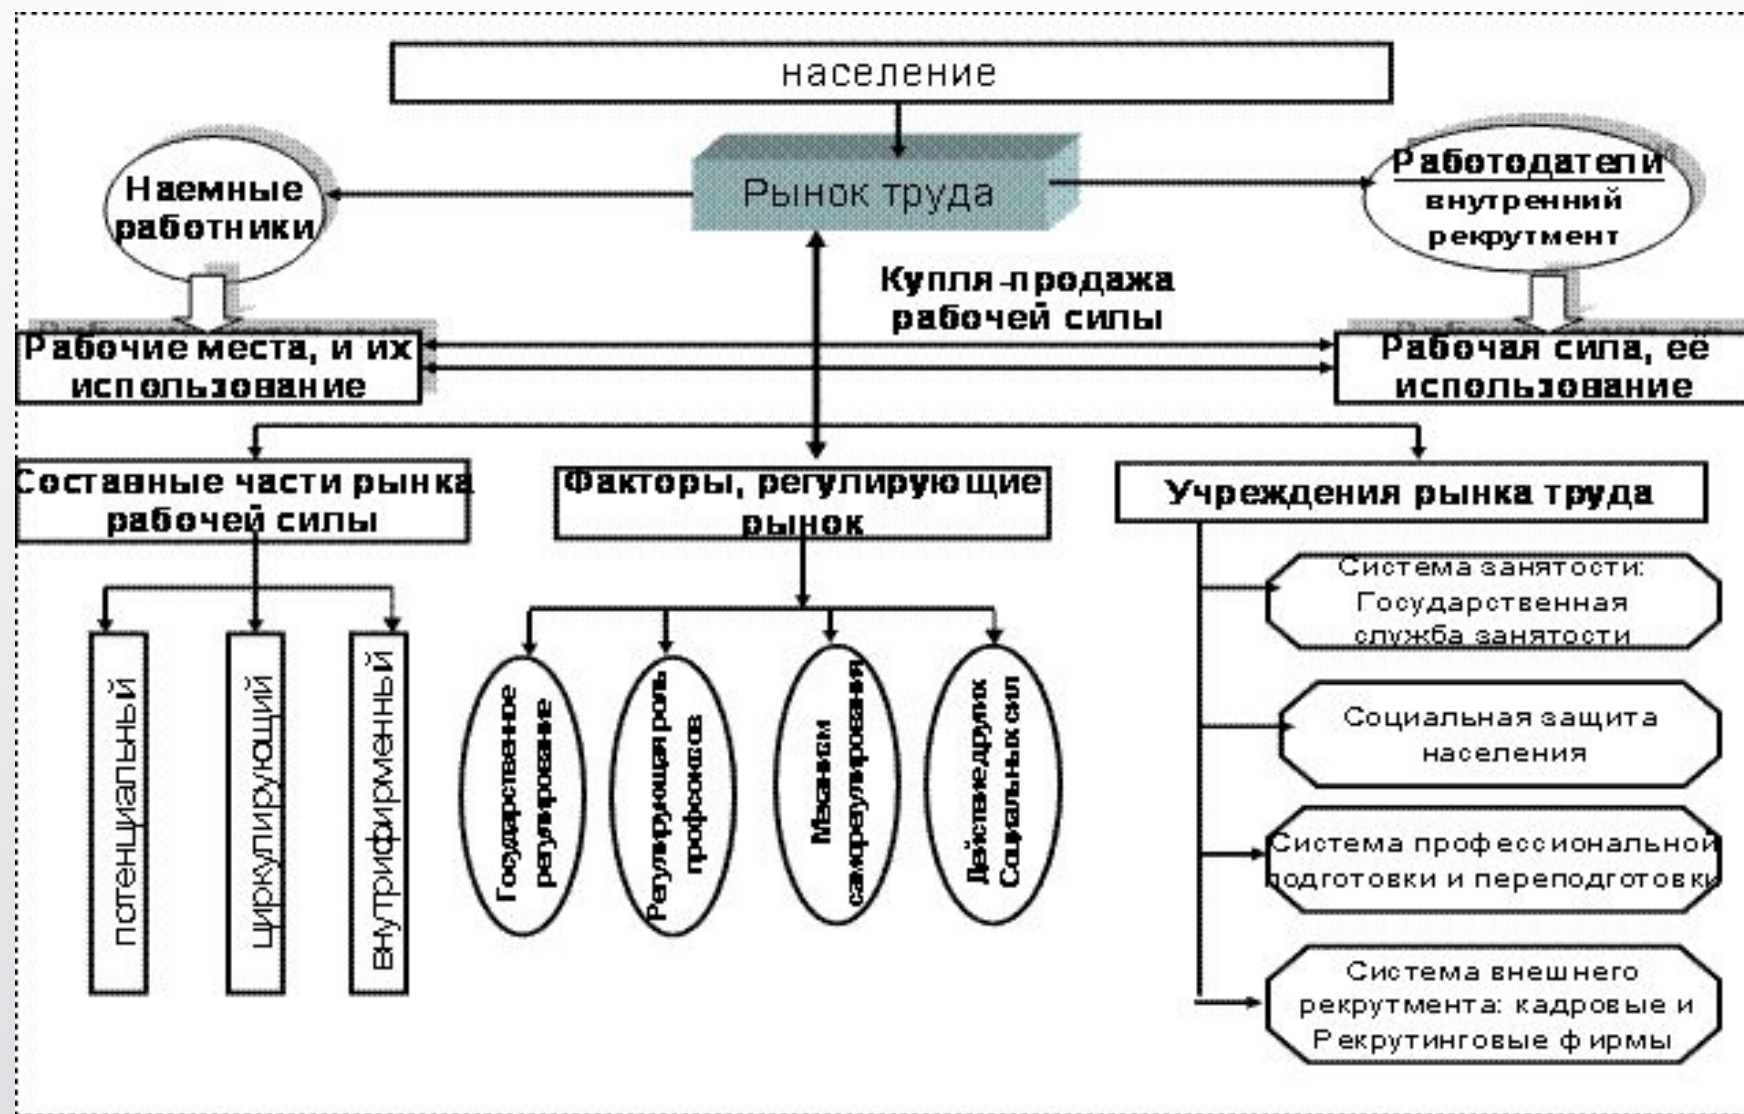 население
Рынок труда
Наемные
работники
Работодатели
внутренний
рекрутмент
Купля-продажа
рабочей силы
Рабочие места, и их
использование
Рабочая сила, её
использование
Составные части рынка
рабочей силы
Факторы, регулирующие
рынок
Учреждения рынка труда
потенциальный
циркулирующий
внутрифирменный
Государственное
регулирование
Регулирующая роль
профсоюзов
Механизм
саморегулирования
Действие других
Социальных сил
Система занятости:
Государственная
служба занятости
Социальная защита
населения
Система профессиональной
подготовки и переподготовки
Система внешнего
рекрутмента: кадровые и
Рекрутинговые фирмы